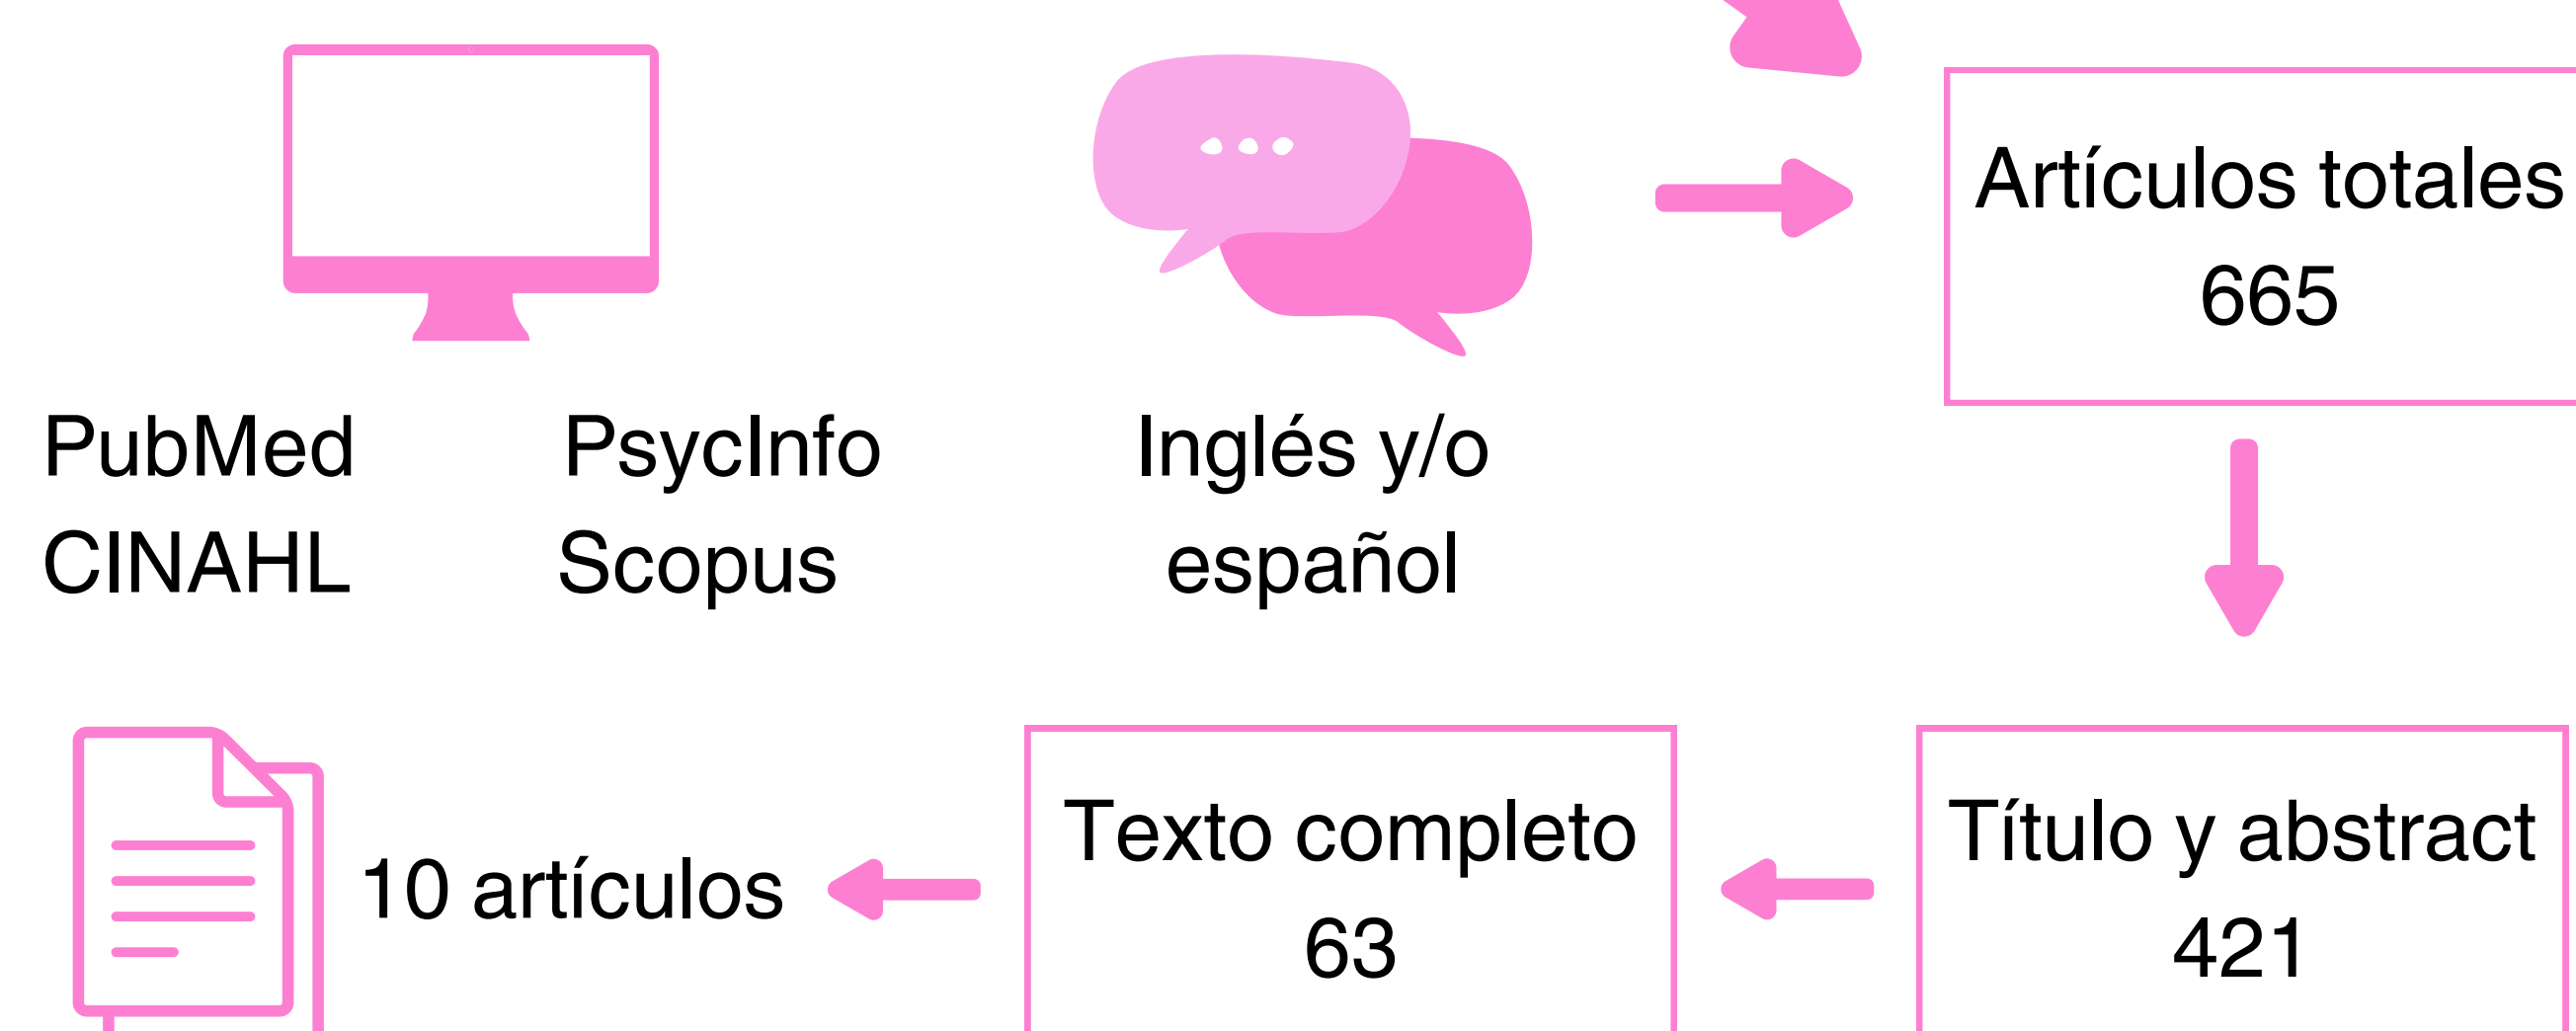 PubMed PsycInfo
CINAHL Scopus
Inglés y/o
español
Artículos totales
665
Título y abstract
421
Texto completo
63
10 artículos